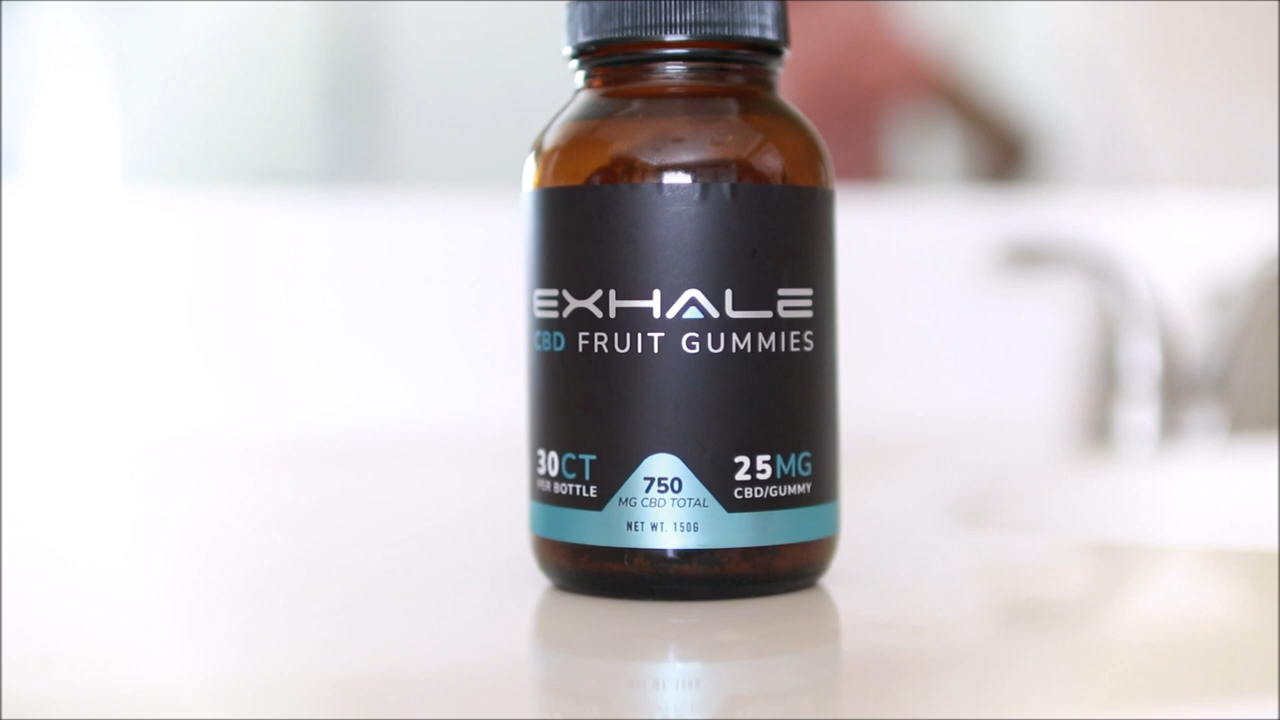 EXHALE
CBD FRUIT GUMMIES
30CT
PER BOTTLE
750
MG CBD TOTAL
NET WT. 150G
25MG
CBD/GUMMY